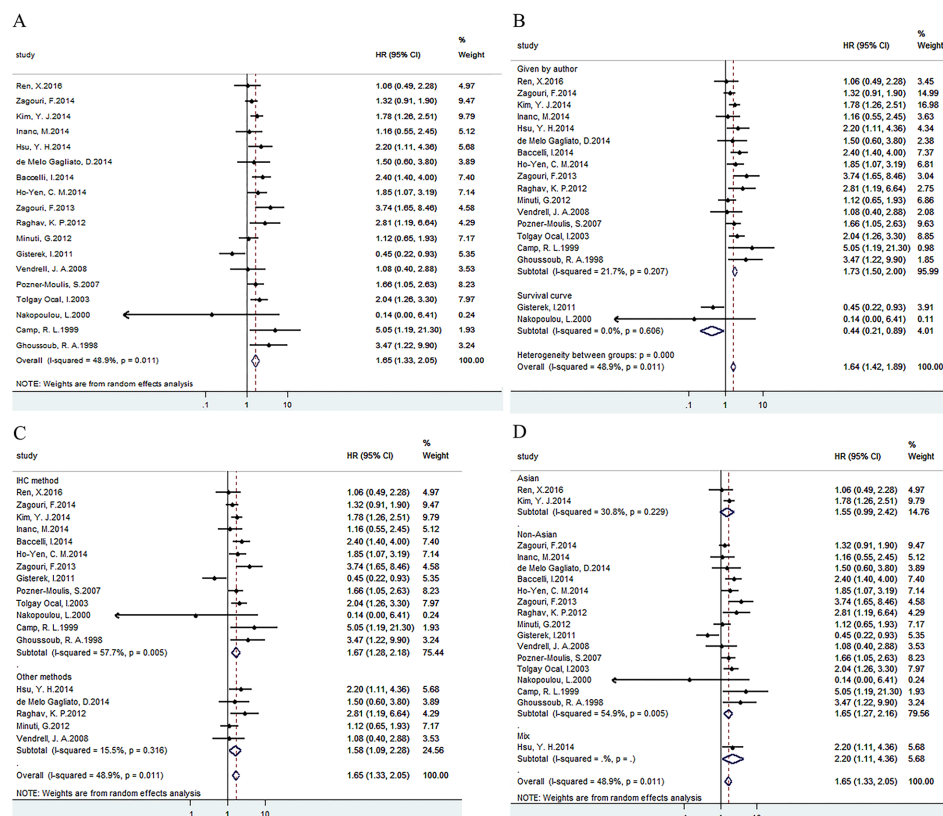 A
%
study HR (95% CI) Weight
Ren, X.2016 1.06 (0.49, 2.28) 4.97
Zagouri, F.2014 1.32 (0.91, 1.90) 9.47
Kim, Y. J.2014 1.78 (1.26, 2.51) 9.79
Inanc, M.2014 1.16 (0.55, 2.45) 5.12
Hsu, Y. H.2014 2.20 (1.11, 4.36) 5.68
de Melo Gagliato, D.2014 1.50 (0.60, 3.80) 3.89
Baccelli, I.2014 2.40 (1.40, 4.00) 7.40
Ho-Yen, C. M.2014 1.85 (1.07, 3.19) 7.14
Zagouri, F.2013 3.74 (1.65, 8.46) 4.58
Raghav, K. P.2012 2.81 (1.19, 6.64) 4.29
Minuti, G.2012 1.12 (0.65, 1.93) 7.17
Gisterek, I.2011 0.45 (0.22, 0.93) 5.35
Vendrell, J. A.2008 1.08 (0.40, 2.88) 3.53
Pozner-Moulis, S.2007 1.66 (1.05, 2.63) 8.23
Tolgay Ocal, I.2003 2.04 (1.26, 3.30) 7.97
Nakopoulou, L.2000 0.14 (0.00, 6.41) 0.24
Camp, R. L.1999 5.05 (1.19, 21.30) 1.93
Ghoussoub, R. A.1998 3.47 (1.22, 9.90) 3.24
Overall (I-squared = 48.9%, p = 0.011) 1.65 (1.33, 2.05) 100.00
NOTE: Weights are from random effects analysis
.1 1 10
B
%
study HR (95% CI) Weight
Given by author
Ren, X.2016 1.06 (0.49, 2.28) 3.45
Zagouri, F.2014 1.32 (0.91, 1.90) 14.99
Kim, Y. J.2014 1.78 (1.26, 2.51) 16.98
Inanc, M.2014 1.16 (0.55, 2.45) 3.63
Hsu, Y. H.2014 2.20 (1.11, 4.36) 4.34
de Melo Gagliato, D.2014 1.50 (0.60, 3.80) 2.38
Baccelli, I.2014 2.40 (1.40, 4.00) 7.37
Ho-Yen, C. M.2014 1.85 (1.07, 3.19) 6.81
Zagouri, F.2013 3.74 (1.65, 8.46) 3.04
Raghav, K. P.2012 2.81 (1.19, 6.64) 2.75
Minuti, G.2012 1.12 (0.65, 1.93) 6.86
Vendrell, J. A.2008 1.08 (0.40, 2.88) 2.08
Pozner-Moulis, S.2007 1.66 (1.05, 2.63) 9.63
Tolgay Ocal, I.2003 2.04 (1.26, 3.30) 8.85
Camp, R. L.1999 5.05 (1.19, 21.30) 0.98
Ghoussoub, R. A.1998 3.47 (1.22, 9.90) 1.85
Subtotal (I-squared = 21.7%, p = 0.207) 1.73 (1.50, 2.00) 95.99
.
Survival curve
Gisterek, I.2011 0.45 (0.22, 0.93) 3.91
Nakopoulou, L.2000 0.14 (0.00, 6.41) 0.11
Subtotal (I-squared = 0.0%, p = 0.606) 0.44 (0.21, 0.89) 4.01
.
Heterogeneity between groups: p = 0.000
Overall (I-squared = 48.9%, p = 0.011) 1.64 (1.42, 1.89) 100.00
.1 1 10
C
%
study HR (95% CI) Weight
IHC method
Ren, X.2016 1.06 (0.49, 2.28) 4.97
Zagouri, F.2014 1.32 (0.91, 1.90) 9.47
Kim, Y. J.2014 1.78 (1.26, 2.51) 9.79
Inanc, M.2014 1.16 (0.55, 2.45) 5.12
Baccelli, I.2014 2.40 (1.40, 4.00) 7.40
Ho-Yen, C. M.2014 1.85 (1.07, 3.19) 7.14
Zagouri, F.2013 3.74 (1.65, 8.46) 4.58
Gisterek, I.2011 0.45 (0.22, 0.93) 5.35
Pozner-Moulis, S.2007 1.66 (1.05, 2.63) 8.23
Tolgay Ocal, I.2003 2.04 (1.26, 3.30) 7.97
Nakopoulou, L.2000 0.14 (0.00, 6.41) 0.24
Camp, R. L.1999 5.05 (1.19, 21.30) 1.93
Ghoussoub, R. A.1998 3.47 (1.22, 9.90) 3.24
Subtotal (I-squared = 57.7%, p = 0.005) 1.67 (1.28, 2.18) 75.44
.
Other methods
Hsu, Y. H.2014 2.20 (1.11, 4.36) 5.68
de Melo Gagliato, D.2014 1.50 (0.60, 3.80) 3.89
Raghav, K. P.2012 2.81 (1.19, 6.64) 4.29
Minuti, G.2012 1.12 (0.65, 1.93) 7.17
Vendrell, J. A.2008 1.08 (0.40, 2.88) 3.53
Subtotal (I-squared = 15.5%, p = 0.316) 1.58 (1.09, 2.28) 24.56
.
Overall (I-squared = 48.9%, p = 0.011) 1.65 (1.33, 2.05) 100.00
NOTE: Weights are from random effects analysis
.1 1 10
D
%
study HR (95% CI) Weight
Asian
Ren, X.2016 1.06 (0.49, 2.28) 4.97
Kim, Y. J.2014 1.78 (1.26, 2.51) 9.79
Subtotal (I-squared = 30.8%, p = 0.229) 1.55 (0.99, 2.42) 14.76
.
Non-Asian
Zagouri, F.2014 1.32 (0.91, 1.90) 9.47
Inanc, M.2014 1.16 (0.55, 2.45) 5.12
de Melo Gagliato, D.2014 1.50 (0.60, 3.80) 3.89
Baccelli, I.2014 2.40 (1.40, 4.00) 7.40
Ho-Yen, C. M.2014 1.85 (1.07, 3.19) 7.14
Zagouri, F.2013 3.74 (1.65, 8.46) 4.58
Raghav, K. P.2012 2.81 (1.19, 6.64) 4.29
Minuti, G.2012 1.12 (0.65, 1.93) 7.17
Gisterek, I.2011 0.45 (0.22, 0.93) 5.35
Vendrell, J. A.2008 1.08 (0.40, 2.88) 3.53
Pozner-Moulis, S.2007 1.66 (1.05, 2.63) 8.23
Tolgay Ocal, I.2003 2.04 (1.26, 3.30) 7.97
Nakopoulou, L.2000 0.14 (0.00, 6.41) 0.24
Camp, R. L.1999 5.05 (1.19, 21.30) 1.93
Ghoussoub, R. A.1998 3.47 (1.22, 9.90) 3.24
Subtotal (I-squared = 54.9%, p = 0.005) 1.65 (1.27, 2.16) 79.56
.
Mix
Hsu, Y. H.2014 2.20 (1.11, 4.36) 5.68
Subtotal (I-squared = .%, p = .) 2.20 (1.11, 4.36) 5.68
.
Overall (I-squared = 48.9%, p = 0.011) 1.65 (1.33, 2.05) 100.00
NOTE: Weights are from random effects analysis
.1 1 10